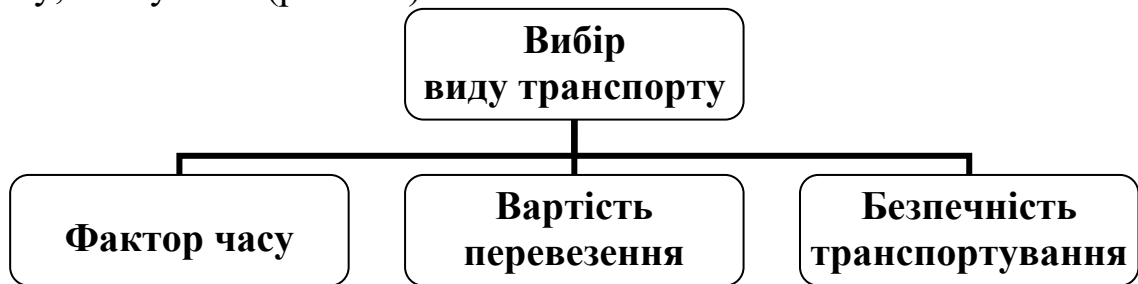 Вибір
виду транспорту
Фактор часу
Вартість
перевезення
Безпечність
транспортування